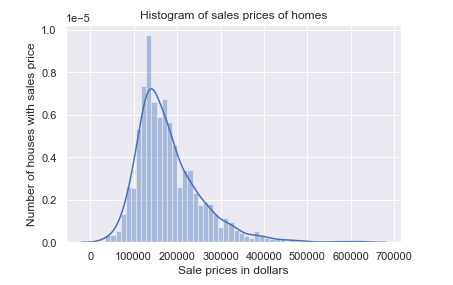 Histogram of sales prices of homes
1e−5
1.0
0.8
0.6
0.4
0.2
0.0
Number of houses with sales price
0 100000 200000 300000 400000 500000 600000 700000
Sale prices in dollars